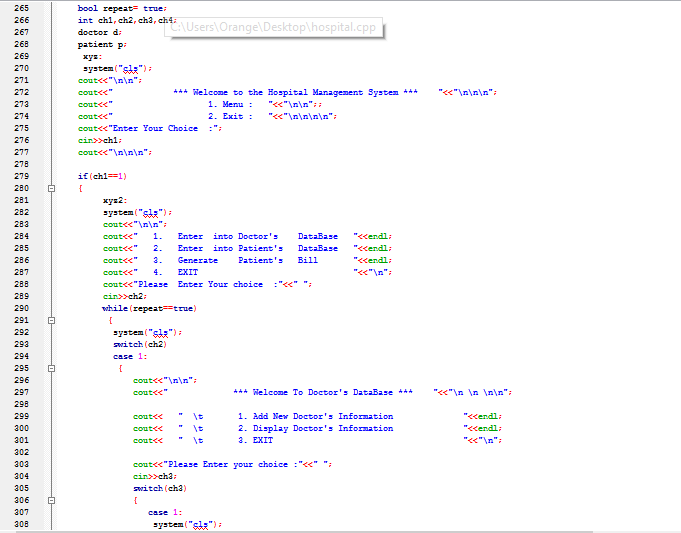 265 bool repeat= true;
266 int ch1,ch2,ch3,ch4;
C:\Users\Orange\Desktop\hospital.cpp
267 doctor d;
268 patient p;
269 xyz:
270 system("cls");
271 cout<<"\n\n";
272 cout<<" *** Welcome to the Hospital Management System *** "<<"\n\n\n";
273 cout<<" 1. Menu : "<<"\n\n";;
274 cout<<" 2. Exit : "<<"\n\n\n\n";
275 cout<<"Enter Your Choice :";
276 cin>>ch1;
277 cout<<"\n\n\n";
278
279 if(ch1==1)
280 {
281 xyz2:
282 system("cls");
283 cout<<"\n\n";
284 cout<<" 1. Enter into Doctor's DataBase "<<endl;
285 cout<<" 2. Enter into Patient's DataBase "<<endl;
286 cout<<" 3. Generate Patient's Bill "<<endl;
287 cout<<" 4. EXIT "<<"\n";
288 cout<<"Please Enter Your choice :"<<" ";
289 cin>>ch2;
290 while(repeat==true)
291 {
292 system("cls");
293 switch(ch2)
294 case 1:
295 {
296 cout<<"\n\n";
297 cout<<" *** Welcome To Doctor's DataBase *** "<<"\n \n \n\n";
298
299 cout<< " \t 1. Add New Doctor's Information "<<endl;
300 cout<< " \t 2. Display Doctor's Information "<<endl;
301 cout<< " \t 3. EXIT "<<"\n";
302
303 cout<<"Please Enter your choice :"<<" ";
304 cin>>ch3;
305 switch(ch3)
306 {
307 case 1:
308 system("cls");